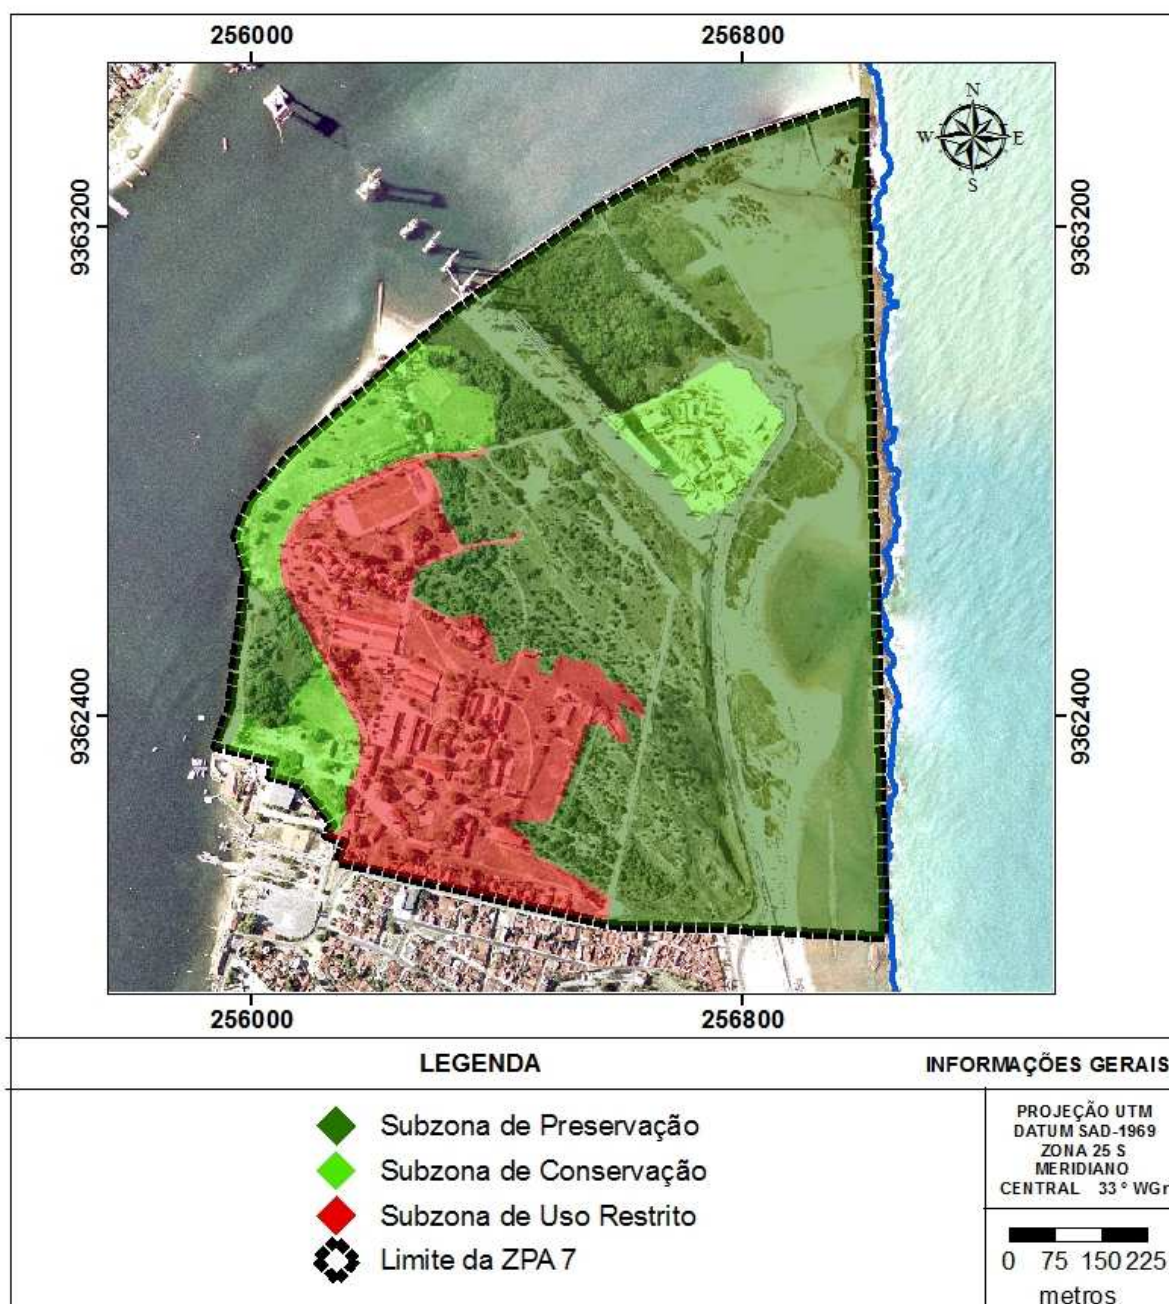 256000 256800
N
W E
S
9363200 9363200
9362400 9362400
256000 256800
LEGENDA
INFORMAÇÕES GERAIS
Subzona de Preservação
Subzona de Conservação
Subzona de Uso Restrito
Limite da ZPA 7
PROJEÇÃO UTM
DATUM SAD-1969
ZONA 25 S
MERIDIANO
CENTRAL 33 º WGr
0 75 150 225
metros